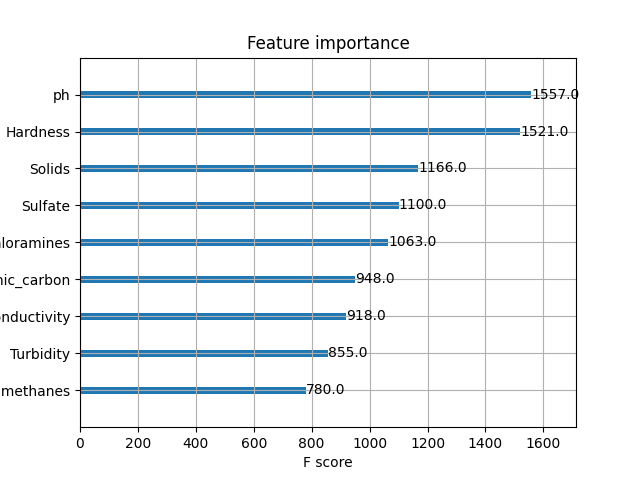 Feature importance
ph 1557.0
Hardness 1521.0
Solids 1166.0
Sulfate 1100.0
loramines 1063.0
nic_carbon 948.0
onductivity 918.0
Turbidity 855.0
methanes 780.0
0 200 400 600 800 1000 1200 1400 1600
F score